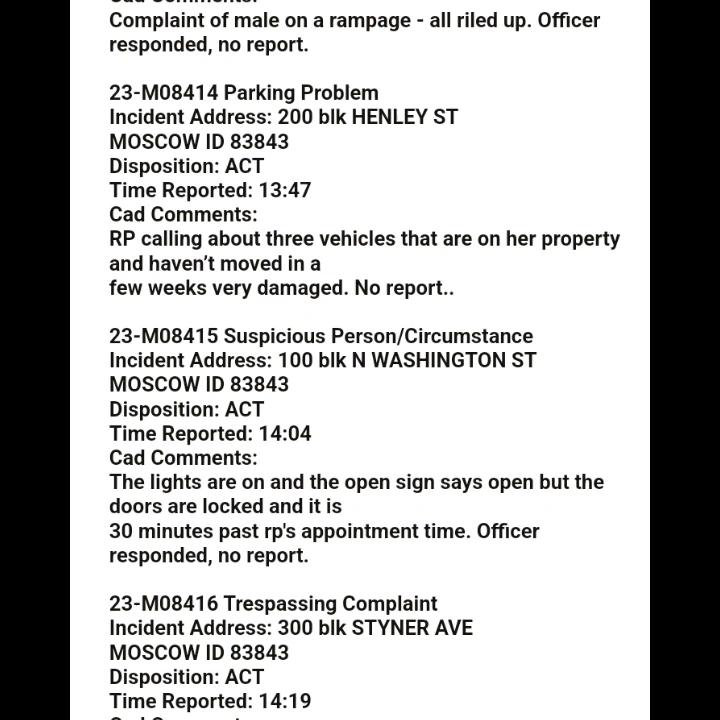 Complaint of male on a rampage - all riled up. Officer
responded, no report.
23-M08414 Parking Problem
Incident Address: 200 blk HENLEY ST
MOSCOW ID 83843
Disposition: ACT
Time Reported: 13:47
Cad Comments:
RP calling about three vehicles that are on her property
and haven’t moved in a
few weeks very damaged. No report..
23-M08415 Suspicious Person/Circumstance
Incident Address: 100 blk N WASHINGTON ST
MOSCOW ID 83843
Disposition: ACT
Time Reported: 14:04
Cad Comments:
The lights are on and the open sign says open but the
doors are locked and it is
30 minutes past rp's appointment time. Officer
responded, no report.
23-M08416 Trespassing Complaint
Incident Address: 300 blk STYNER AVE
MOSCOW ID 83843
Disposition: ACT
Time Reported: 14:19